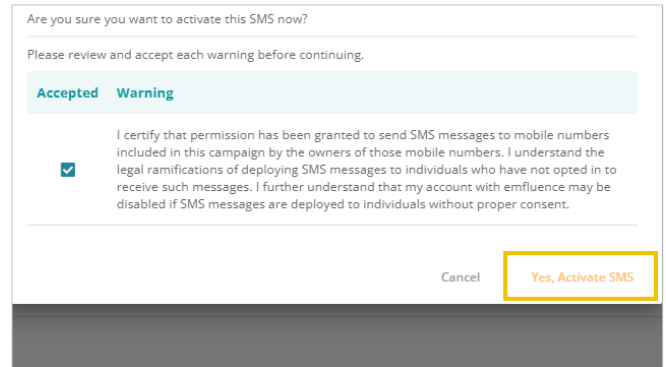 Are you sure you want to activate this SMS now?
Please review and accept each warning before continuing.
Accepted Warning
I certify that permission has been granted to send SMS messages to mobile numbers
included in this campaign by the owners of those mobile numbers. I understand the
legal ramifications of deploying SMS messages to individuals who have not opted in to
receive such messages. I further understand that my account with emfluence may be
disabled if SMS messages are deployed to individuals without proper consent.
Cancel Yes, Activate SMS